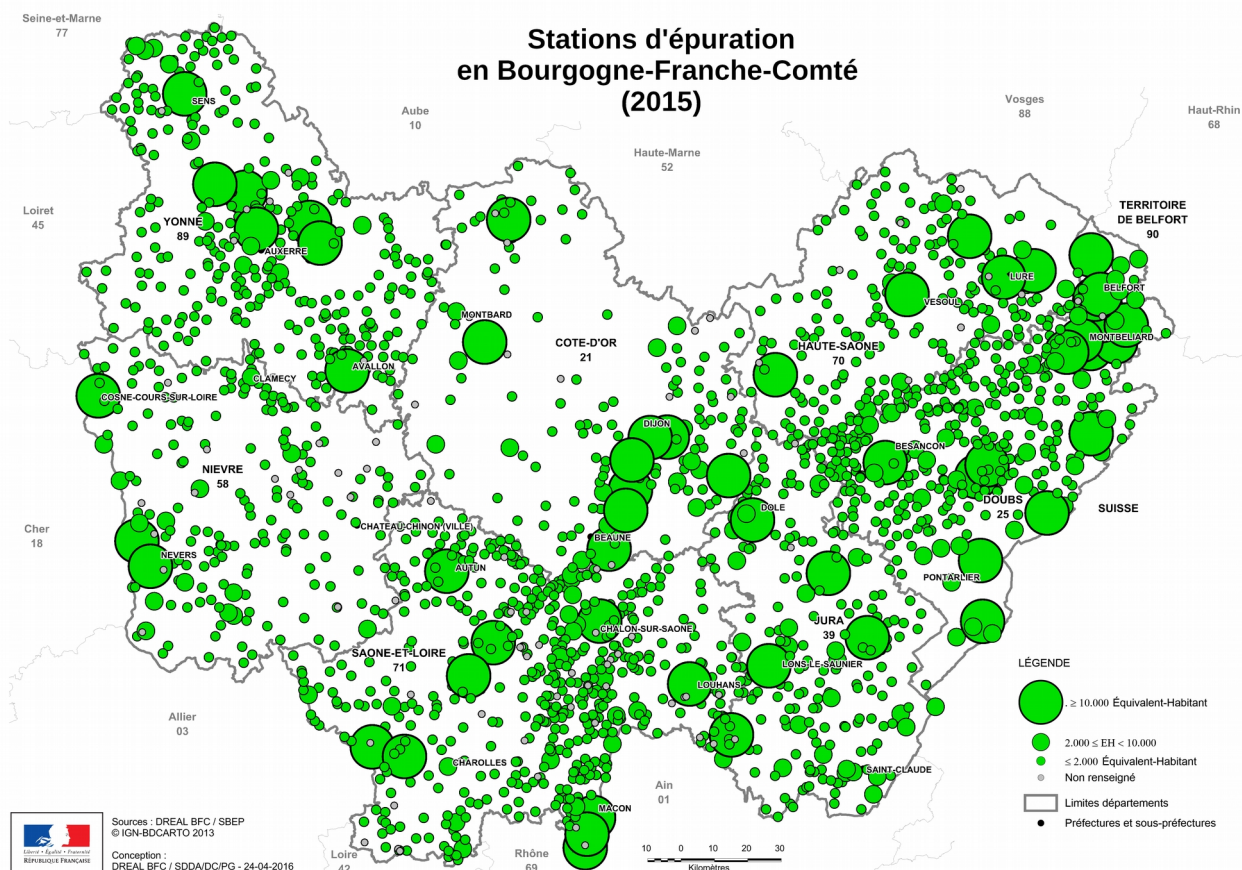 Seine-et-Marne
77
Stations d'épuration
en Bourgogne-Franche-Comté
(2015)
Aube
10
Vosges
88
Haut-Rhin
68
Haute-Marne
52
SENS
Loiret
45
YONNE
89
AUXERRE
TERRITOIRE
DE BELFORT
90
LURE
BELFORT
VESOUL
MONTBARD
MONTBELIARD
COTE-D'OR
21
HAUTE-SAONE
70
AVALLON
CLAMECY
COSNE-COURS-SUR-LOIRE
DIJON
BESANCON
NIEVRE
58
DOUBS
25
SUISSE
DOLE
Cher
18
CHATEAU-CHINON (VILLE)
BEAUNE
NEVERS
AUTUN
PONTARLIER
CHALON-SUR-SAONE
JURA
39
SAONE-ET-LOIRE
71
LONS-LE-SAUNIER
LOUHANS
LÉGENDE
. ≥ 10.000 Équivalent-Habitant
2.000 ≤ EH < 10.000
≤ 2.000 Équivalent-Habitant
Non renseigné
Limites départements
Préfectures et sous-préfectures
Allier
03
CHAROLLES
SAINT-CLAUDE
Ain
01
MACON
Loire
42
Rhône
69
10 0 10 20 30
Kilomètres
Liberté • Égalité • Fraternité
RÉPUBLIQUE FRANÇAISE
Sources : DREAL BFC / SBEP
© IGN-BDCARTO 2013
Conception :
DREAL BFC / SDDA/DC/PG - 24-04-2016